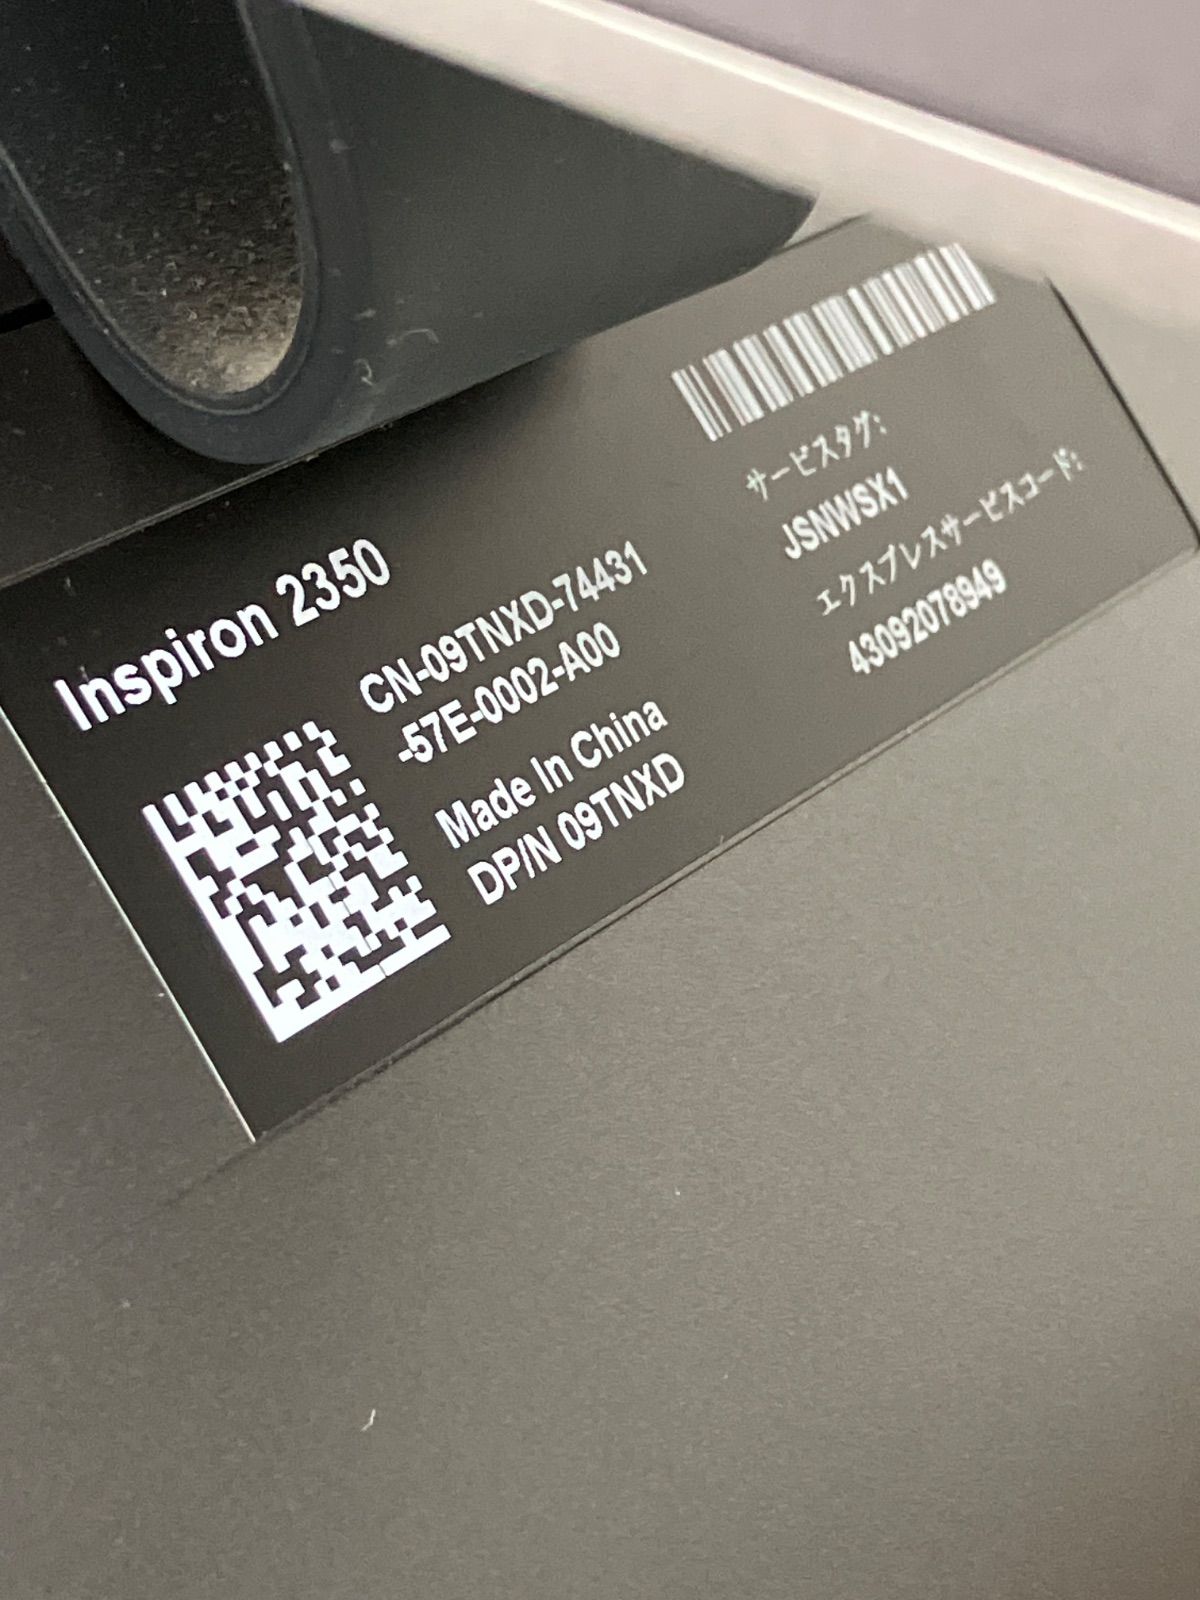 Inspiron 2350
CN-09TNXD-74431
-57E-0002-A00
Made In China
DP/N 09TNXD
サービスタグ:
JSNWSX1
エクスプレスサービスコード:
43092078949